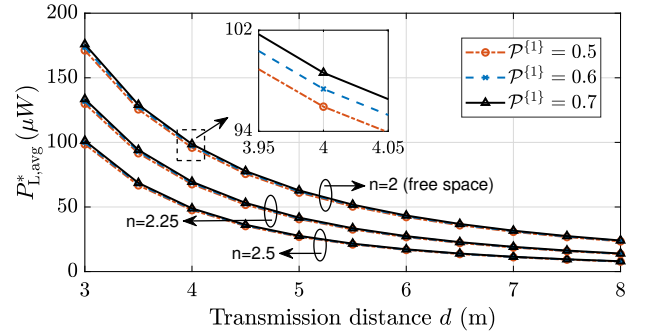 200
150
100
50
0
P*L,avg (μW)
102
94
3.95
4
4.05
𝒫{1} = 0.5
𝒫{1} = 0.6
𝒫{1} = 0.7
n=2 (free space)
n=2.25
n=2.5
3
4
5
6
7
8
Transmission distance d (m)